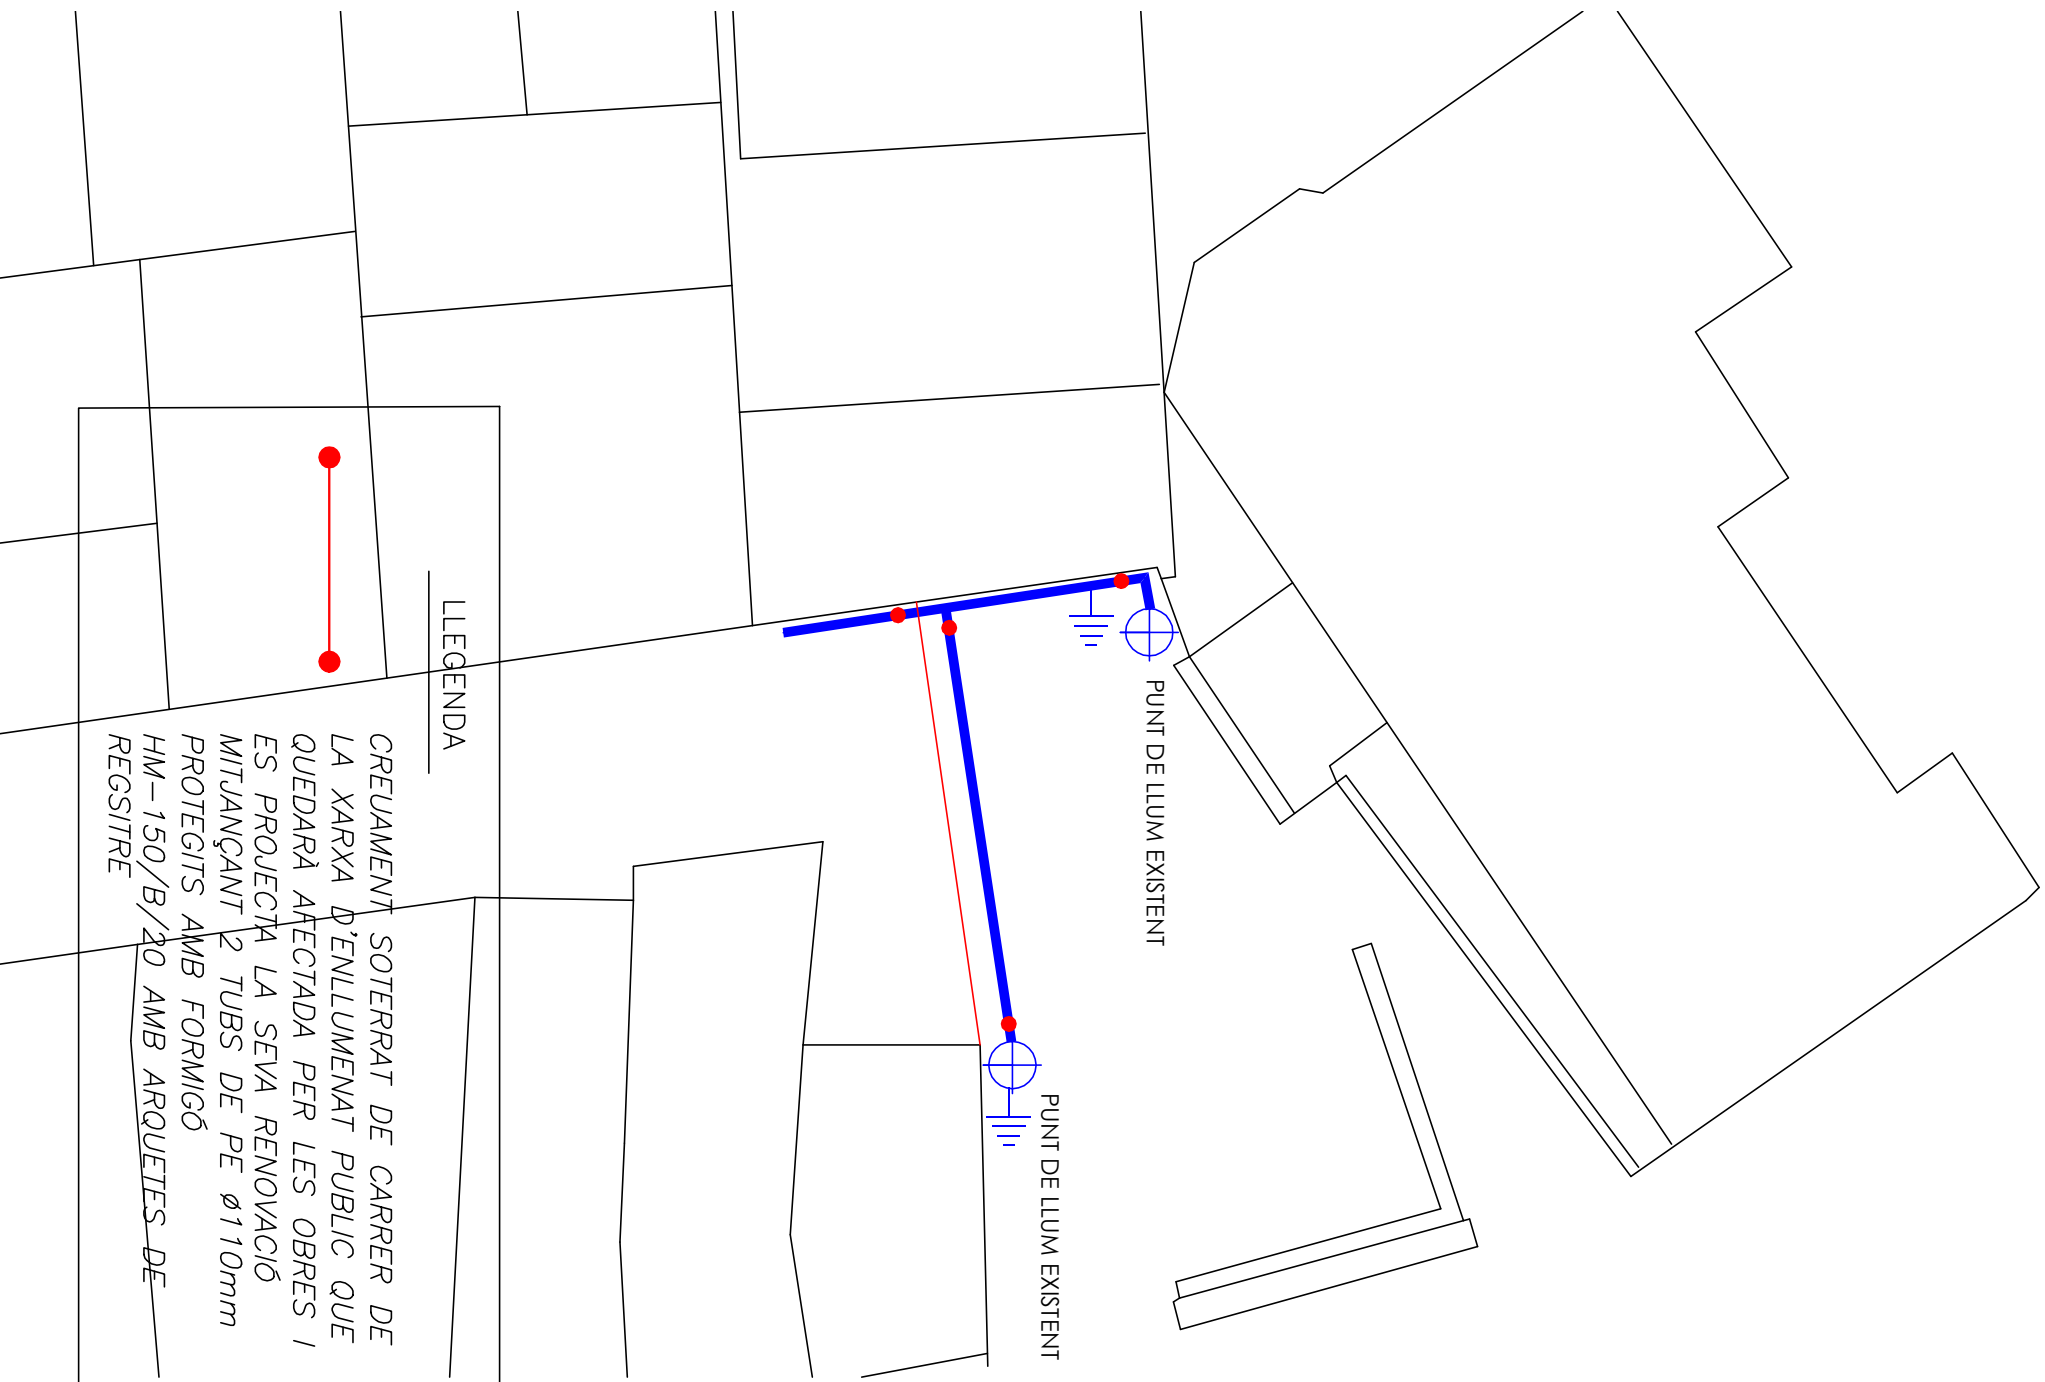 LLEGENDA
CREUAMENT SOTERRAT DE CARRER DE
LA XARXA D'ENLLUMENAT PUBLIC QUE
QUEDARÀ AFECTADA PER LES OBRES I
ES PROJECTA LA SEVA RENOVACIÓ
MITJANÇANT 2 TUBS DE PE Ø110mm
PROTEGITS AMB FORMIGÓ
HM-150/B/20 AMB ARQUETES DE
REGSITRE
PUNT DE LLUM EXISTENT
PUNT DE LLUM EXISTENT